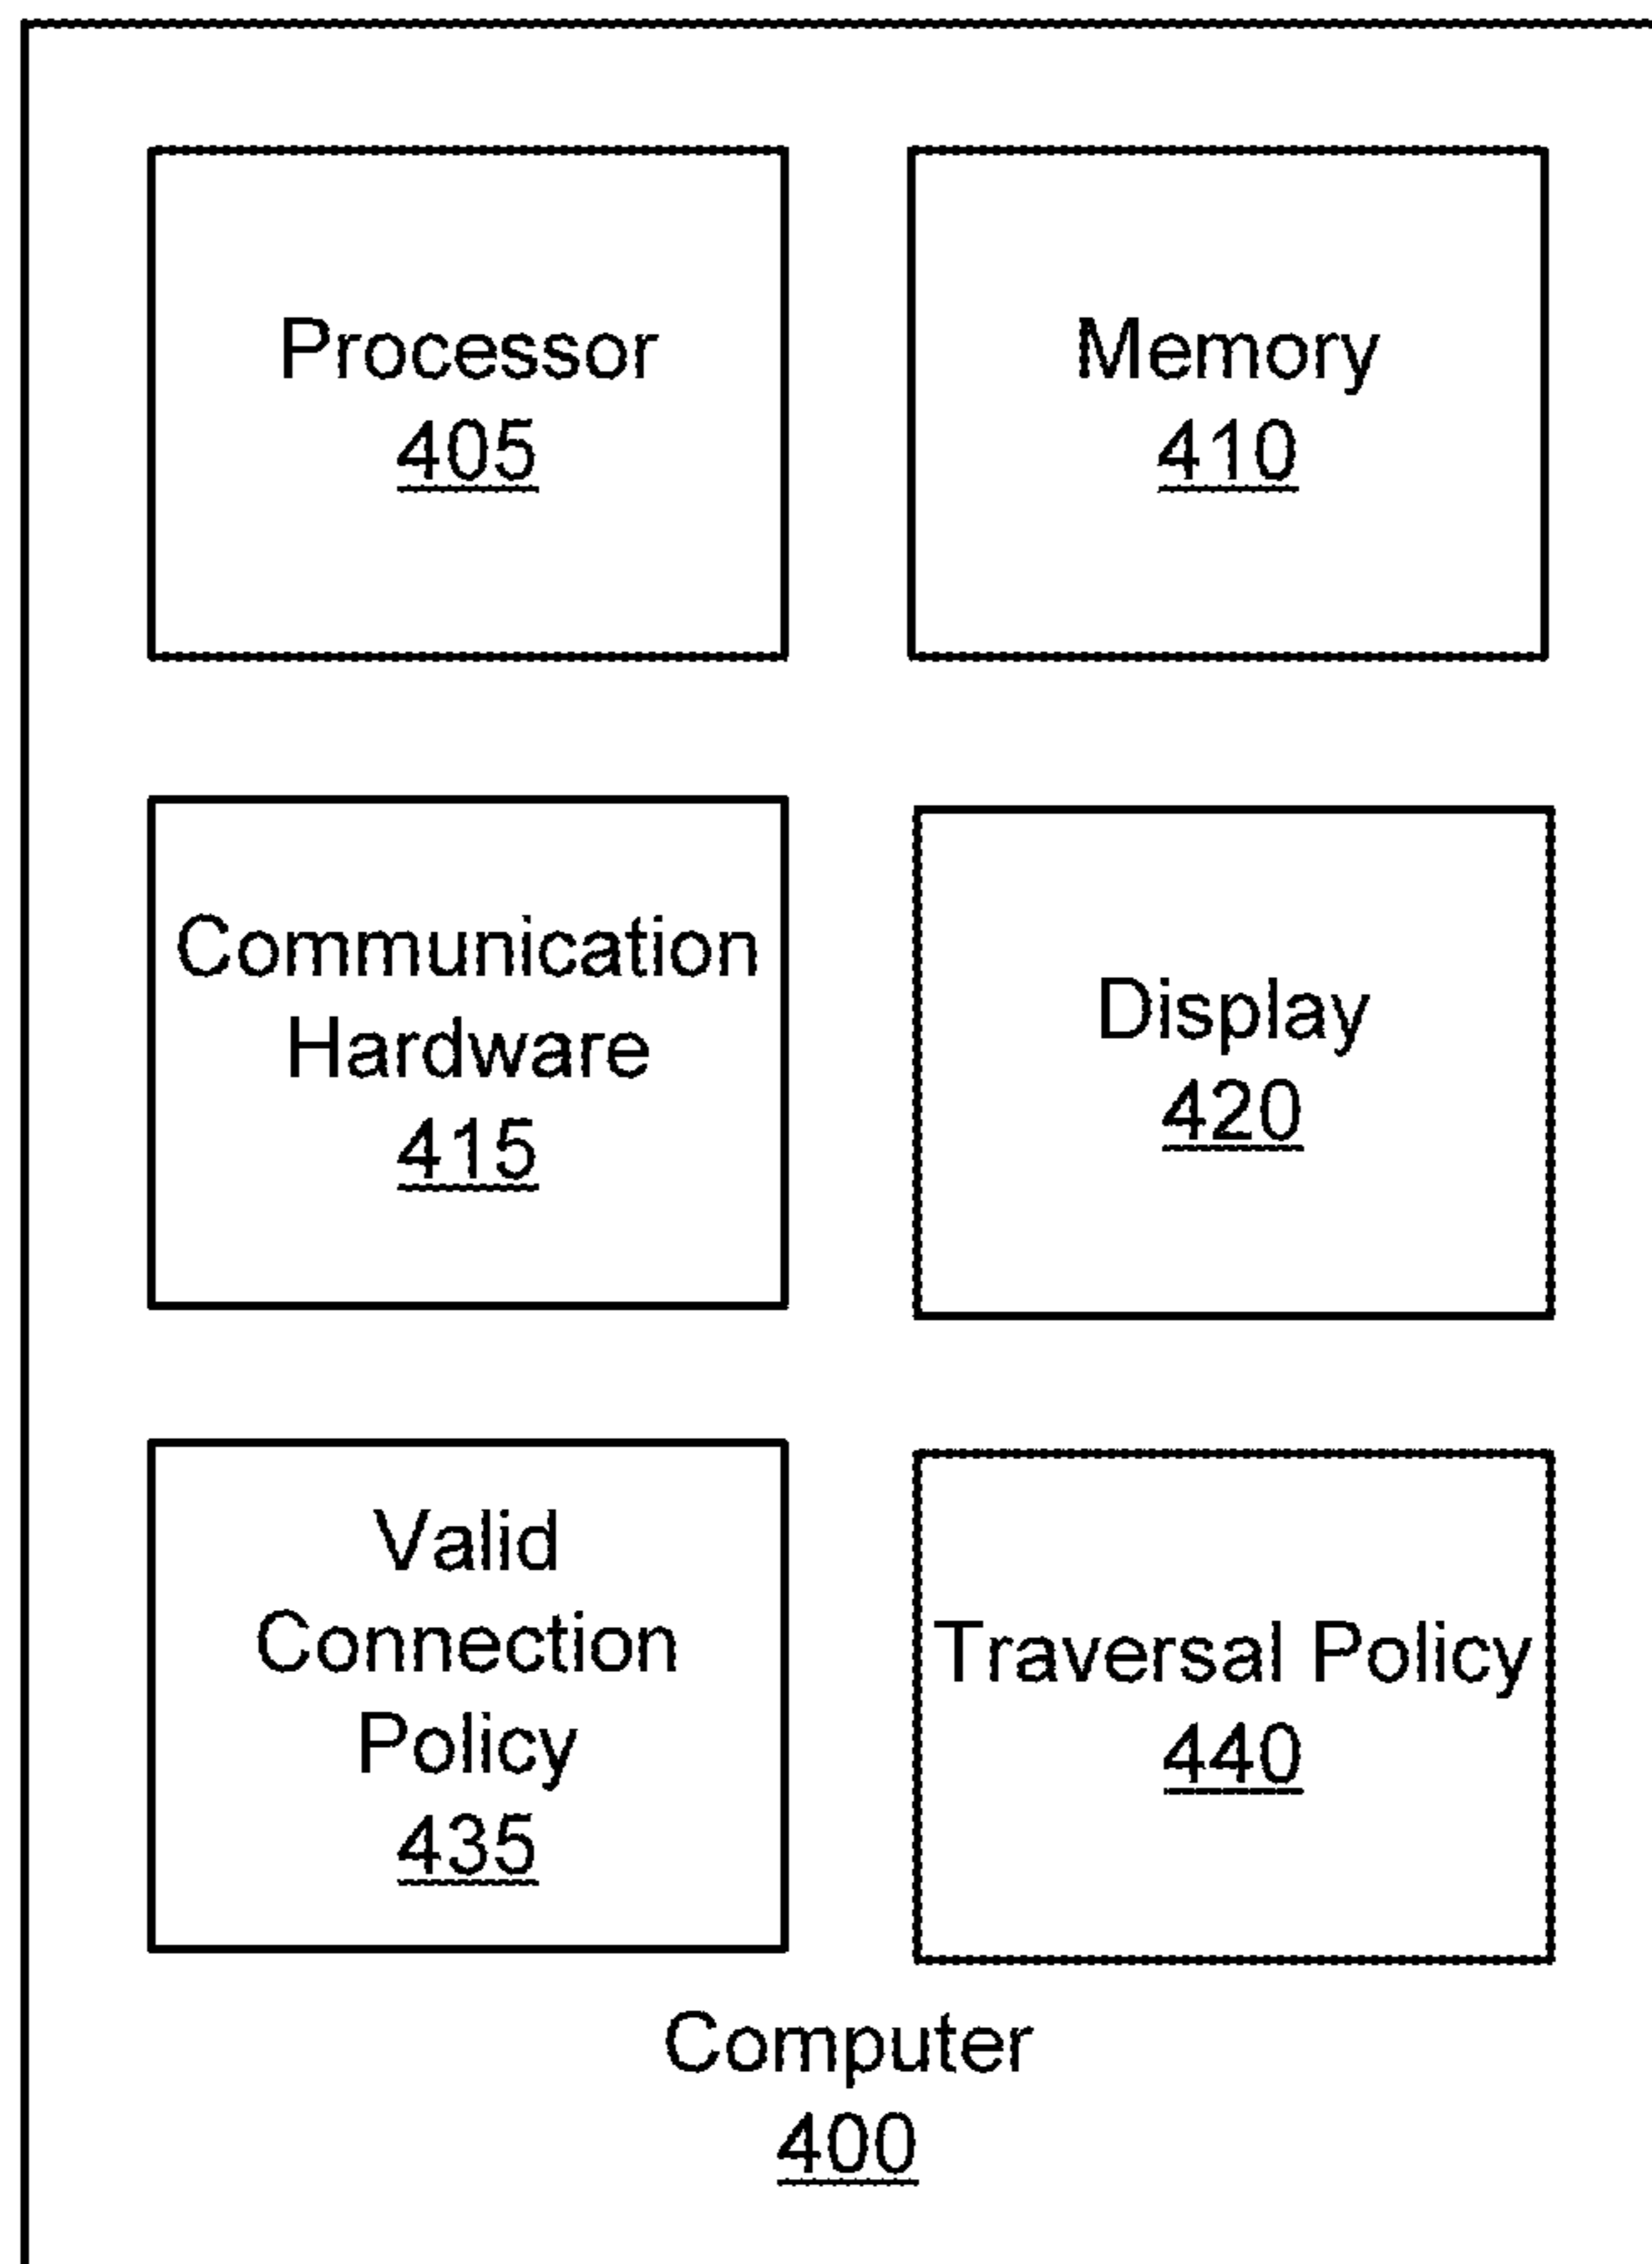 Processor
405
Memory
410
Communication
Hardware
415
Display
420
Valid
Connection
Policy
435
Traversal Policy
440
Computer
400